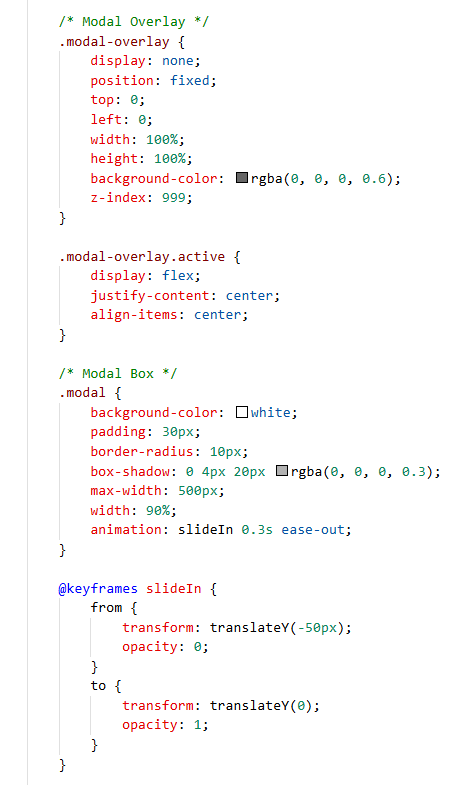 /* Modal Overlay */
.modal-overlay {
display: none;
position: fixed;
top: 0;
left: 0;
width: 100%;
height: 100%;
background-color: rgba(0, 0, 0, 0.6);
z-index: 999;
}
.modal-overlay.active {
display: flex;
justify-content: center;
align-items: center;
}
/* Modal Box */
.modal {
background-color: white;
padding: 30px;
border-radius: 10px;
box-shadow: 0 4px 20px rgba(0, 0, 0, 0.3);
max-width: 500px;
width: 90%;
animation: slideIn 0.3s ease-out;
}
@keyframes slideIn {
from {
transform: translateY(-50px);
opacity: 0;
}
to {
transform: translateY(0);
opacity: 1;
}
}